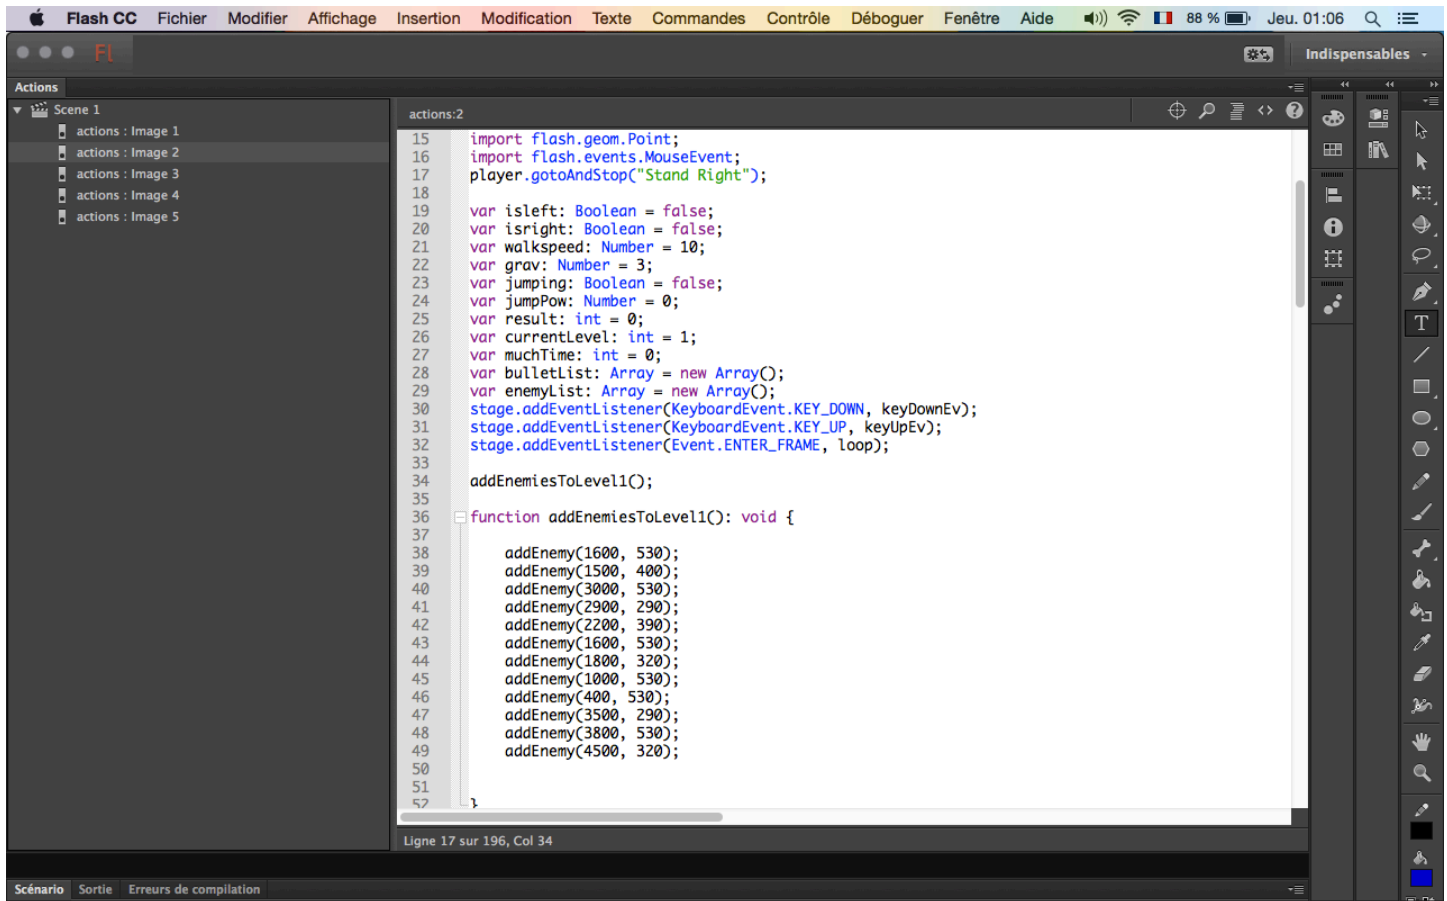 Flash CC Fichier Modifier Affichage Insertion Modification Texte Commandes Contrôle Déboguer Fenêtre Aide 88 % Jeu. 01:06
Fl Indispensables
Actions
Scene 1
actions : Image 1
actions : Image 2
actions : Image 3
actions : Image 4
actions : Image 5
actions:2
15 import flash.geom.Point;
16 import flash.events.MouseEvent;
17 player.gotoAndStop("Stand Right");
18
19 var isleft: Boolean = false;
20 var isright: Boolean = false;
21 var walkspeed: Number = 10;
22 var grav: Number = 3;
23 var jumping: Boolean = false;
24 var jumpPow: Number = 0;
25 var result: int = 0;
26 var currentLevel: int = 1;
27 var muchTime: int = 0;
28 var bulletList: Array = new Array();
29 var enemyList: Array = new Array();
30 stage.addEventListener(KeyboardEvent.KEY_DOWN, keyDownEv);
31 stage.addEventListener(KeyboardEvent.KEY_UP, keyUpEv);
32 stage.addEventListener(Event.ENTER_FRAME, loop);
33
34 addEnemiesToLevel1();
35
36 function addEnemiesToLevel1(): void {
37
38 addEnemy(1600, 530);
39 addEnemy(1500, 400);
40 addEnemy(3000, 530);
41 addEnemy(2900, 290);
42 addEnemy(2200, 390);
43 addEnemy(1600, 530);
44 addEnemy(1800, 320);
45 addEnemy(1000, 530);
46 addEnemy(400, 530);
47 addEnemy(3500, 290);
48 addEnemy(3800, 530);
49 addEnemy(4500, 320);
50
51
52 }
Ligne 17 sur 196, Col 34
Scénario Sortie Erreurs de compilation